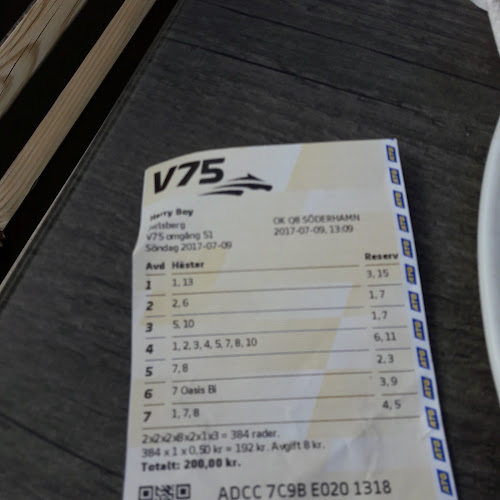 V75
Harry Boy
OK Q8 SÖDERHAMN
V75 omgång 51
2017-07-09, 13:09
Söndag 2017-07-09
Avd Hästar Reserv
1 1, 13 3, 15
2 2, 6 1, 7
3 5, 10 1, 7
4 1, 2, 3, 4, 5, 7, 8, 10 6, 11
5 7, 8 2, 3
6 7 Oasis Bi 3, 9
7 1, 7, 8 4, 5
2x2x2x8x2x1x3 = 384 rader.
384 x 1 x 0,50 kr = 192 kr. Avgift 8 kr.
Totalt: 200,00 kr.
ADCC 7C9B E020 1318